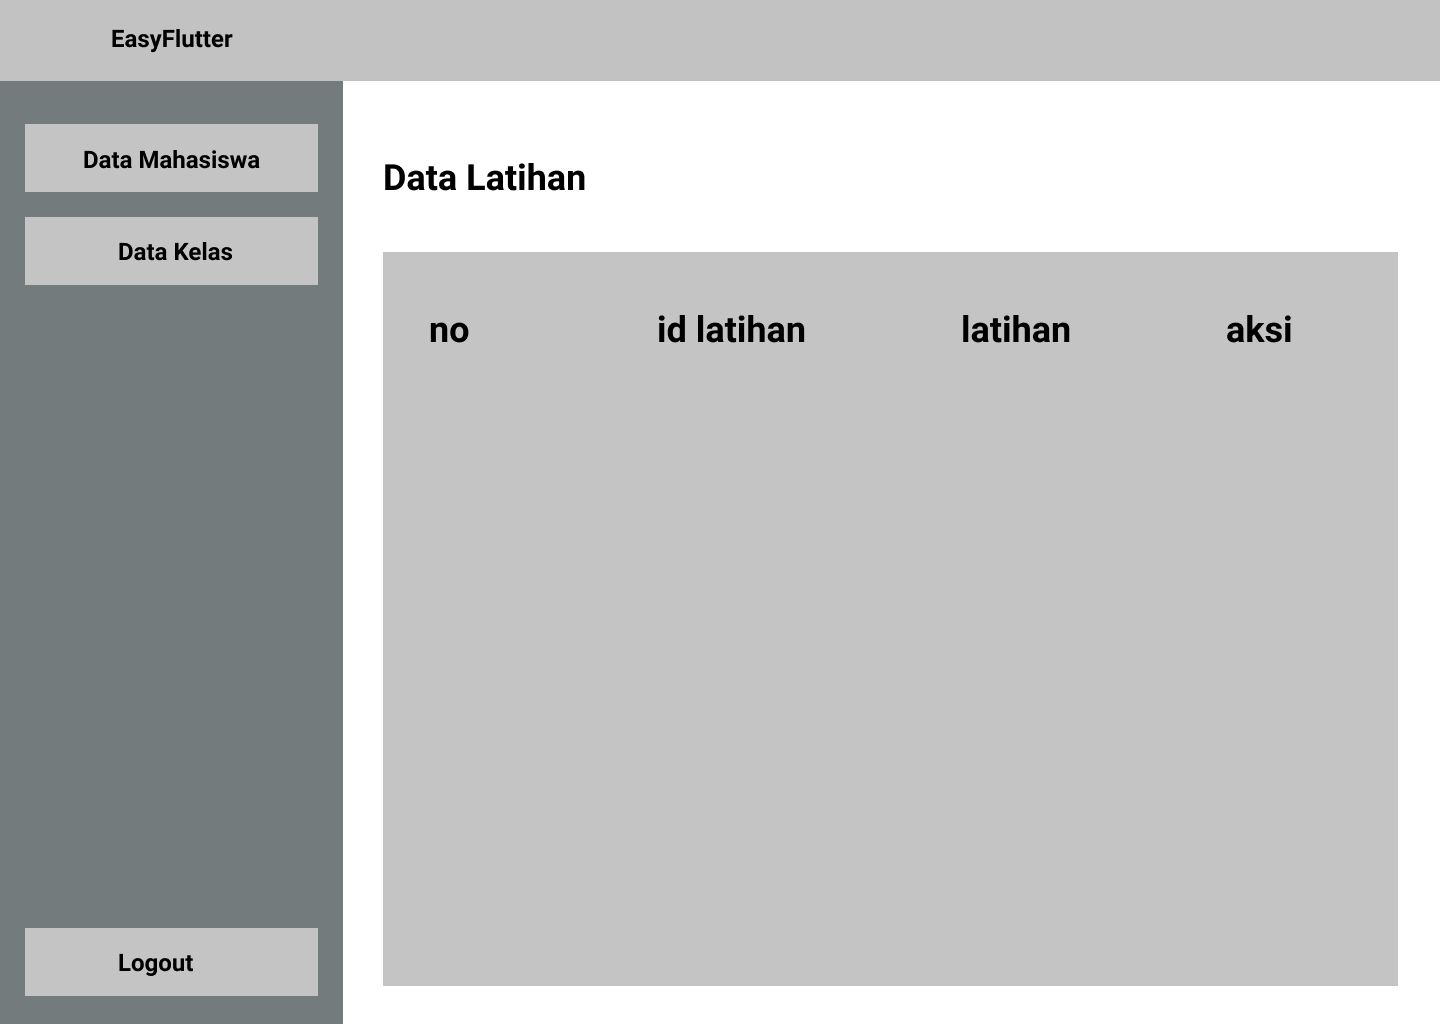 EasyFlutter
Data Mahasiswa
Data Kelas
Logout
Data Latihan
no id latihan latihan aksi